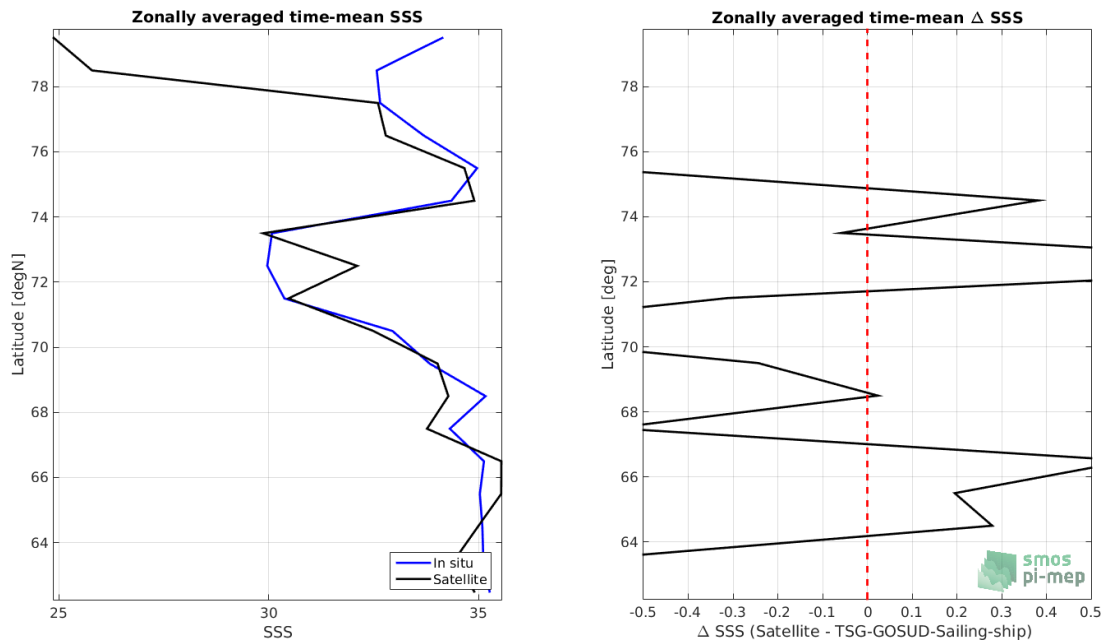 Zonally averaged time-mean SSS
Latitude [degN]
78
76
74
72
70
68
66
64
25
30
35
SSS
In situ
Satellite
Zonally averaged time-mean Δ SSS
Latitude [deg]
78
76
74
72
70
68
66
64
-0.5 -0.4 -0.3 -0.2 -0.1 0 0.1 0.2 0.3 0.4 0.5
Δ SSS (Satellite - TSG-GOSUD-Sailing-ship)
smos
pi-mep